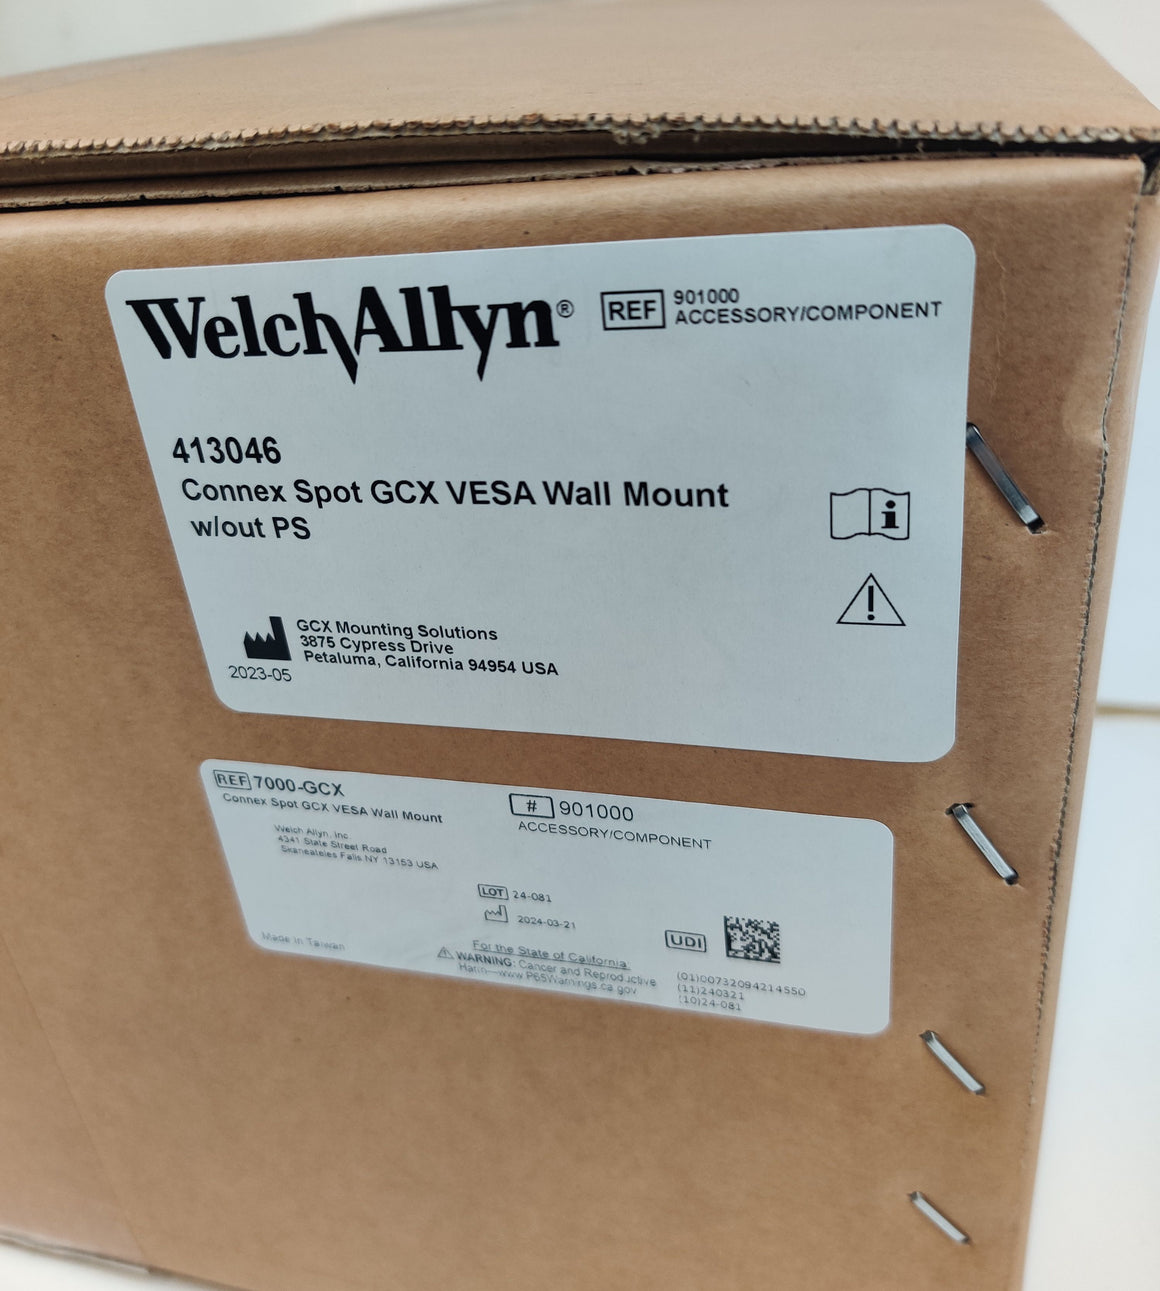 WelchAllyn®
REF 901000
ACCESSORY/COMPONENT
413046
Connex Spot GCX VESA Wall Mount
w/out PS
GCX Mounting Solutions
3875 Cypress Drive
Petaluma, California 94954 USA
2023-05
REF 7000-GCX
Connex Spot GCX VESA Wall Mount
Welch Allyn, Inc.
4341 State Street Road
Skaneateles Falls NY 13153 USA
# 901000
ACCESSORY/COMPONENT
LOT 24-081
2024-03-21
Made in Taiwan
For the State of California
WARNING: Cancer and Reproductive
Harm—www.P65Warnings.ca.gov
UDI
(01)00732094214550
(11)240321
(10)24-081